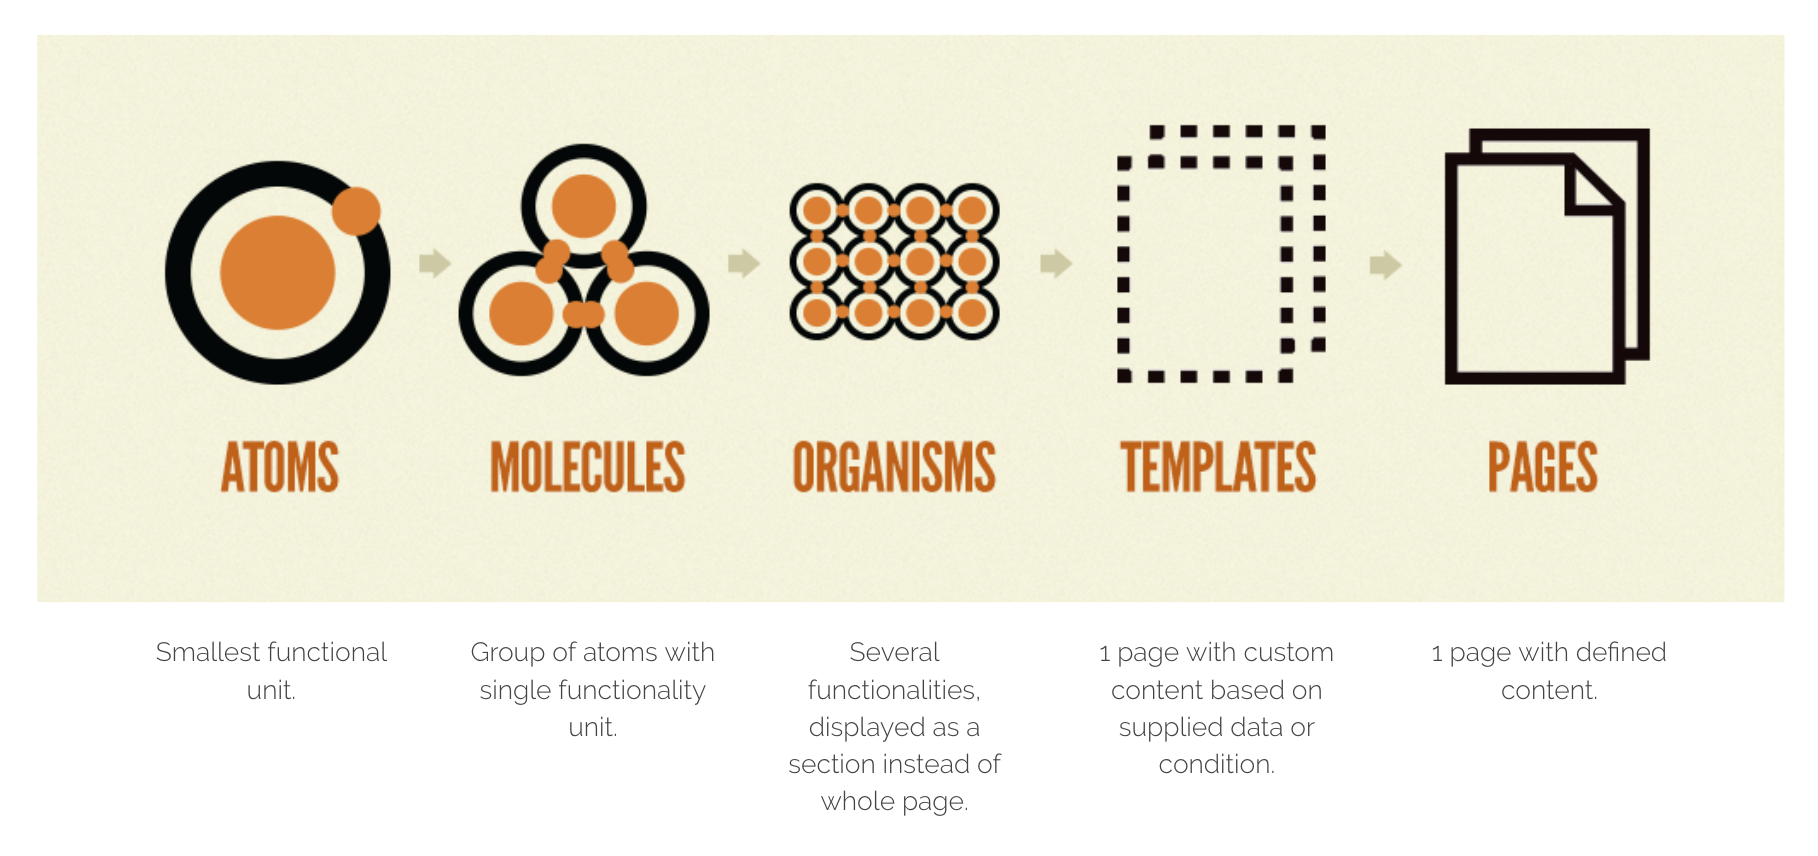 ATOMS
MOLECULES
ORGANISMS
TEMPLATES
PAGES
Smallest functional
unit.
Group of atoms with
single functionality
unit.
Several
functionalities,
displayed as a
section instead of
whole page.
1 page with custom
content based on
supplied data or
condition.
1 page with defined
content.